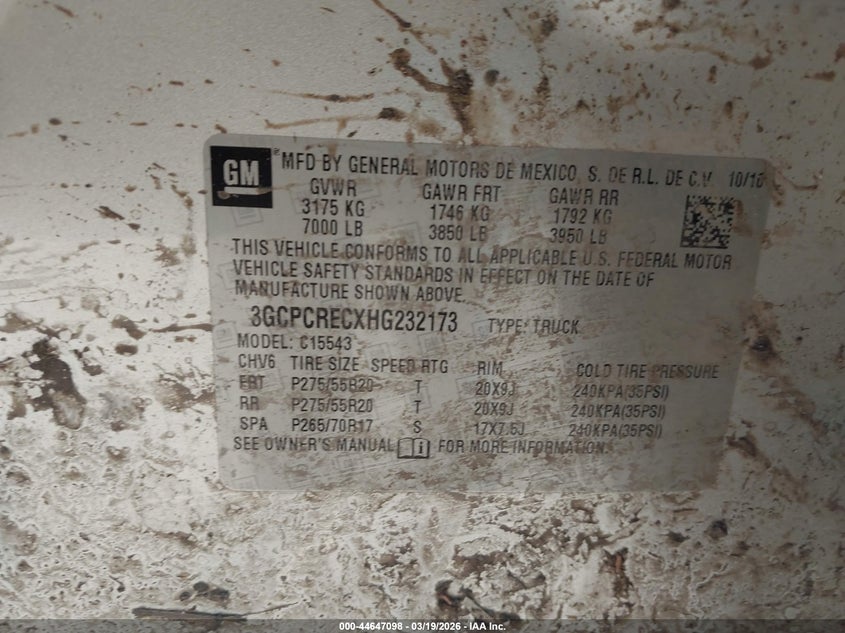 GM ® MFD BY GENERAL MOTORS DE MEXICO, S. DE R.L. DE C.V. 10/16
GVWR GAWR FRT GAWR RR
3175 KG 1746 KG 1792 KG
7000 LB 3850 LB 3950 LB
THIS VEHICLE CONFORMS TO ALL APPLICABLE U.S. FEDERAL MOTOR
VEHICLE SAFETY STANDARDS IN EFFECT ON THE DATE OF
MANUFACTURE SHOWN ABOVE.
3GCPCRECXHG232173 TYPE: TRUCK
MODEL: C15543
CHV6 TIRE SIZE SPEED RTG RIM COLD TIRE PRESSURE
FRT P275/55R20 T 20X9J 240KPA(35PSI)
RR P275/55R20 T 20X9J 240KPA(35PSI)
SPA P265/70R17 S 17X7.5J 240KPA(35PSI)
SEE OWNER'S MANUAL FOR MORE INFORMATION.
000-44647098 - 03/19/2026 - IAA Inc.